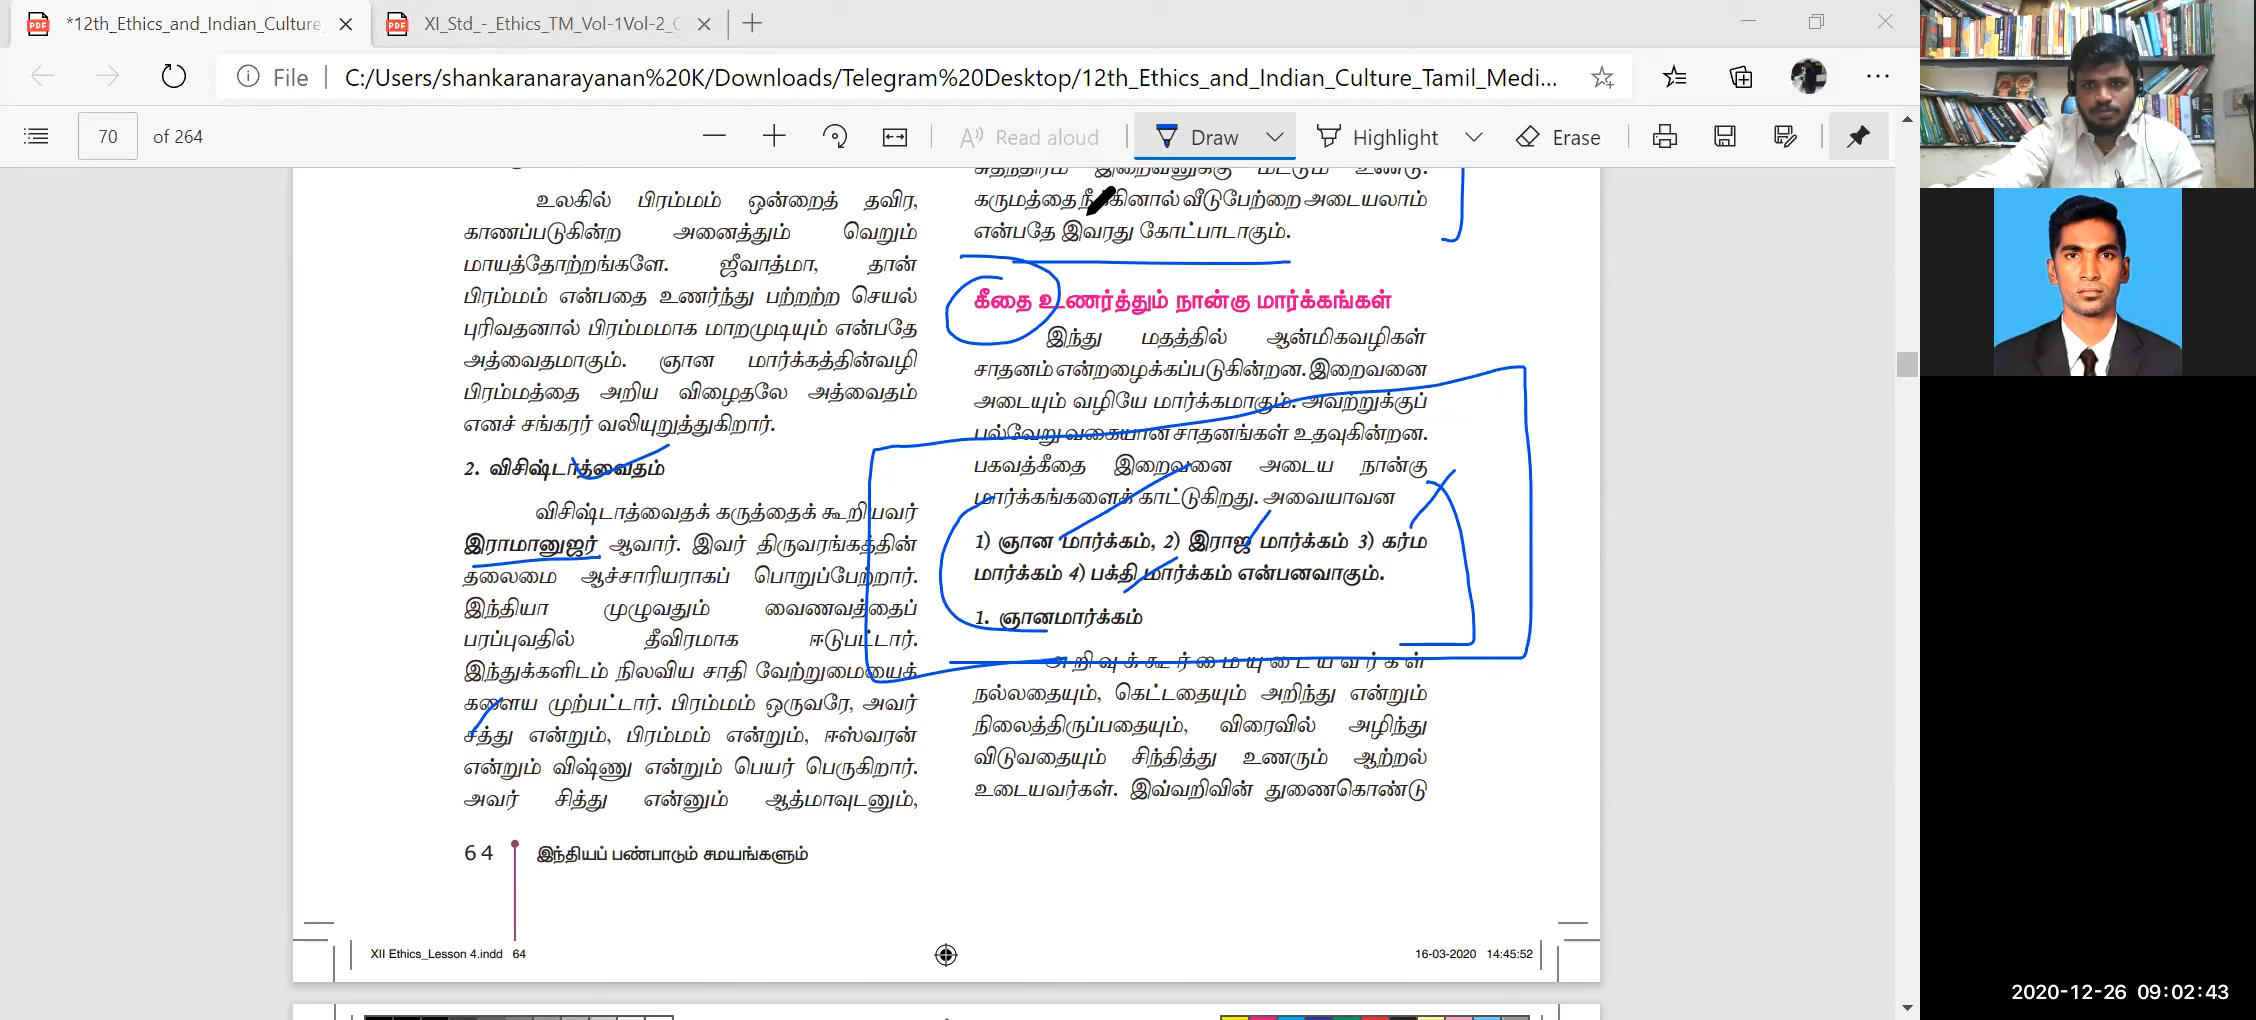 *12th_Ethics_and_Indian_Culture
XI_Std_-_Ethics_TM_Vol-1Vol-2_
File
C:/Users/shankaranarayanan%20K/Downloads/Telegram%20Desktop/12th_Ethics_and_Indian_Culture_Tamil_Medi...
70 of 264
Read aloud
Draw
Highlight
Erase
உலகில் பிரம்மம் ஒன்றைத் தவிர,
காணப்படுகின்ற அனைத்தும் வெறும்
மாயத்தோற்றங்களே. ஜீவாத்மா, தான்
பிரம்மம் என்பதை உணர்ந்து பற்றற்ற செயல்
புரிவதனால் பிரம்மமாக மாறமுடியும் என்பதே
அத்வைதமாகும். ஞான மார்க்கத்தின்வழி
பிரம்மத்தை அறிய விழைதலே அத்வைதம்
எனச் சங்கரர் வலியுறுத்துகிறார்.
2. விசிஷ்டாத்வைதம்
விசிஷ்டாத்வைதக் கருத்தைக் கூறியவர்
இராமானுஜர் ஆவார். இவர் திருவரங்கத்தின்
தலைமை ஆச்சாரியராகப் பொறுப்பேற்றார்.
இந்தியா முழுவதும் வைணவத்தைப்
பரப்புவதில் தீவிரமாக ஈடுபட்டார்.
இந்துக்களிடம் நிலவிய சாதி வேற்றுமையைக்
களைய முற்பட்டார். பிரம்மம் ஒருவரே, அவர்
சத்து என்றும், பிரம்மம் என்றும், ஈஸ்வரன்
என்றும் விஷ்ணு என்றும் பெயர் பெருகிறார்.
அவர் சித்து என்னும் ஆத்மாவுடனும்,
சுதந்திரம் இறைவனுக்கு மட்டும் உண்டு.
கருமத்தை நீக்கினால் வீடுபேற்றை அடையலாம்
என்பதே இவரது கோட்பாடாகும்.
கீதை உணர்த்தும் நான்கு மார்க்கங்கள்
இந்து மதத்தில் ஆன்மிகவழிகள்
சாதனம் என்றழைக்கப்படுகின்றன. இறைவனை
அடையும் வழியே மார்க்கமாகும். அவற்றுக்குப்
பல்வேறு வகையான சாதனங்கள் உதவுகின்றன.
பகவத்கீதை இறைவனை அடைய நான்கு
மார்க்கங்களைக் காட்டுகிறது. அவையாவன
1) ஞான மார்க்கம், 2) இராஜ மார்க்கம் 3) கர்ம
மார்க்கம் 4) பக்தி மார்க்கம் என்பனவாகும்.
1. ஞானமார்க்கம்
அறிவுக்கூர்மையுடையவர்கள்
நல்லதையும், கெட்டதையும் அறிந்து என்றும்
நிலைத்திருப்பதையும், விரைவில் அழிந்து
விடுவதையும் சிந்தித்து உணரும் ஆற்றல்
உடையவர்கள். இவ்வறிவின் துணைகொண்டு
64 இந்தியப் பண்பாடும் சமயங்களும்
XII Ethics_Lesson 4.indd 64
16-03-2020 14:45:52
2020-12-26 09:02:43